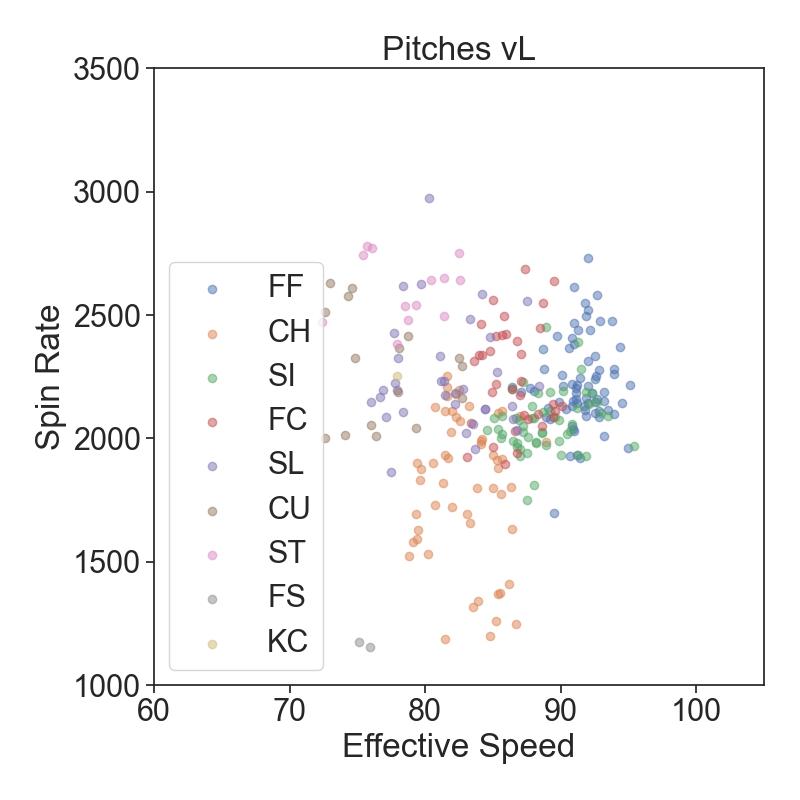 Pitches vL
3500
3000
2500
2000
1500
1000
Spin Rate
FF
CH
SI
FC
SL
CU
ST
FS
KC
60 70 80 90 100
Effective Speed